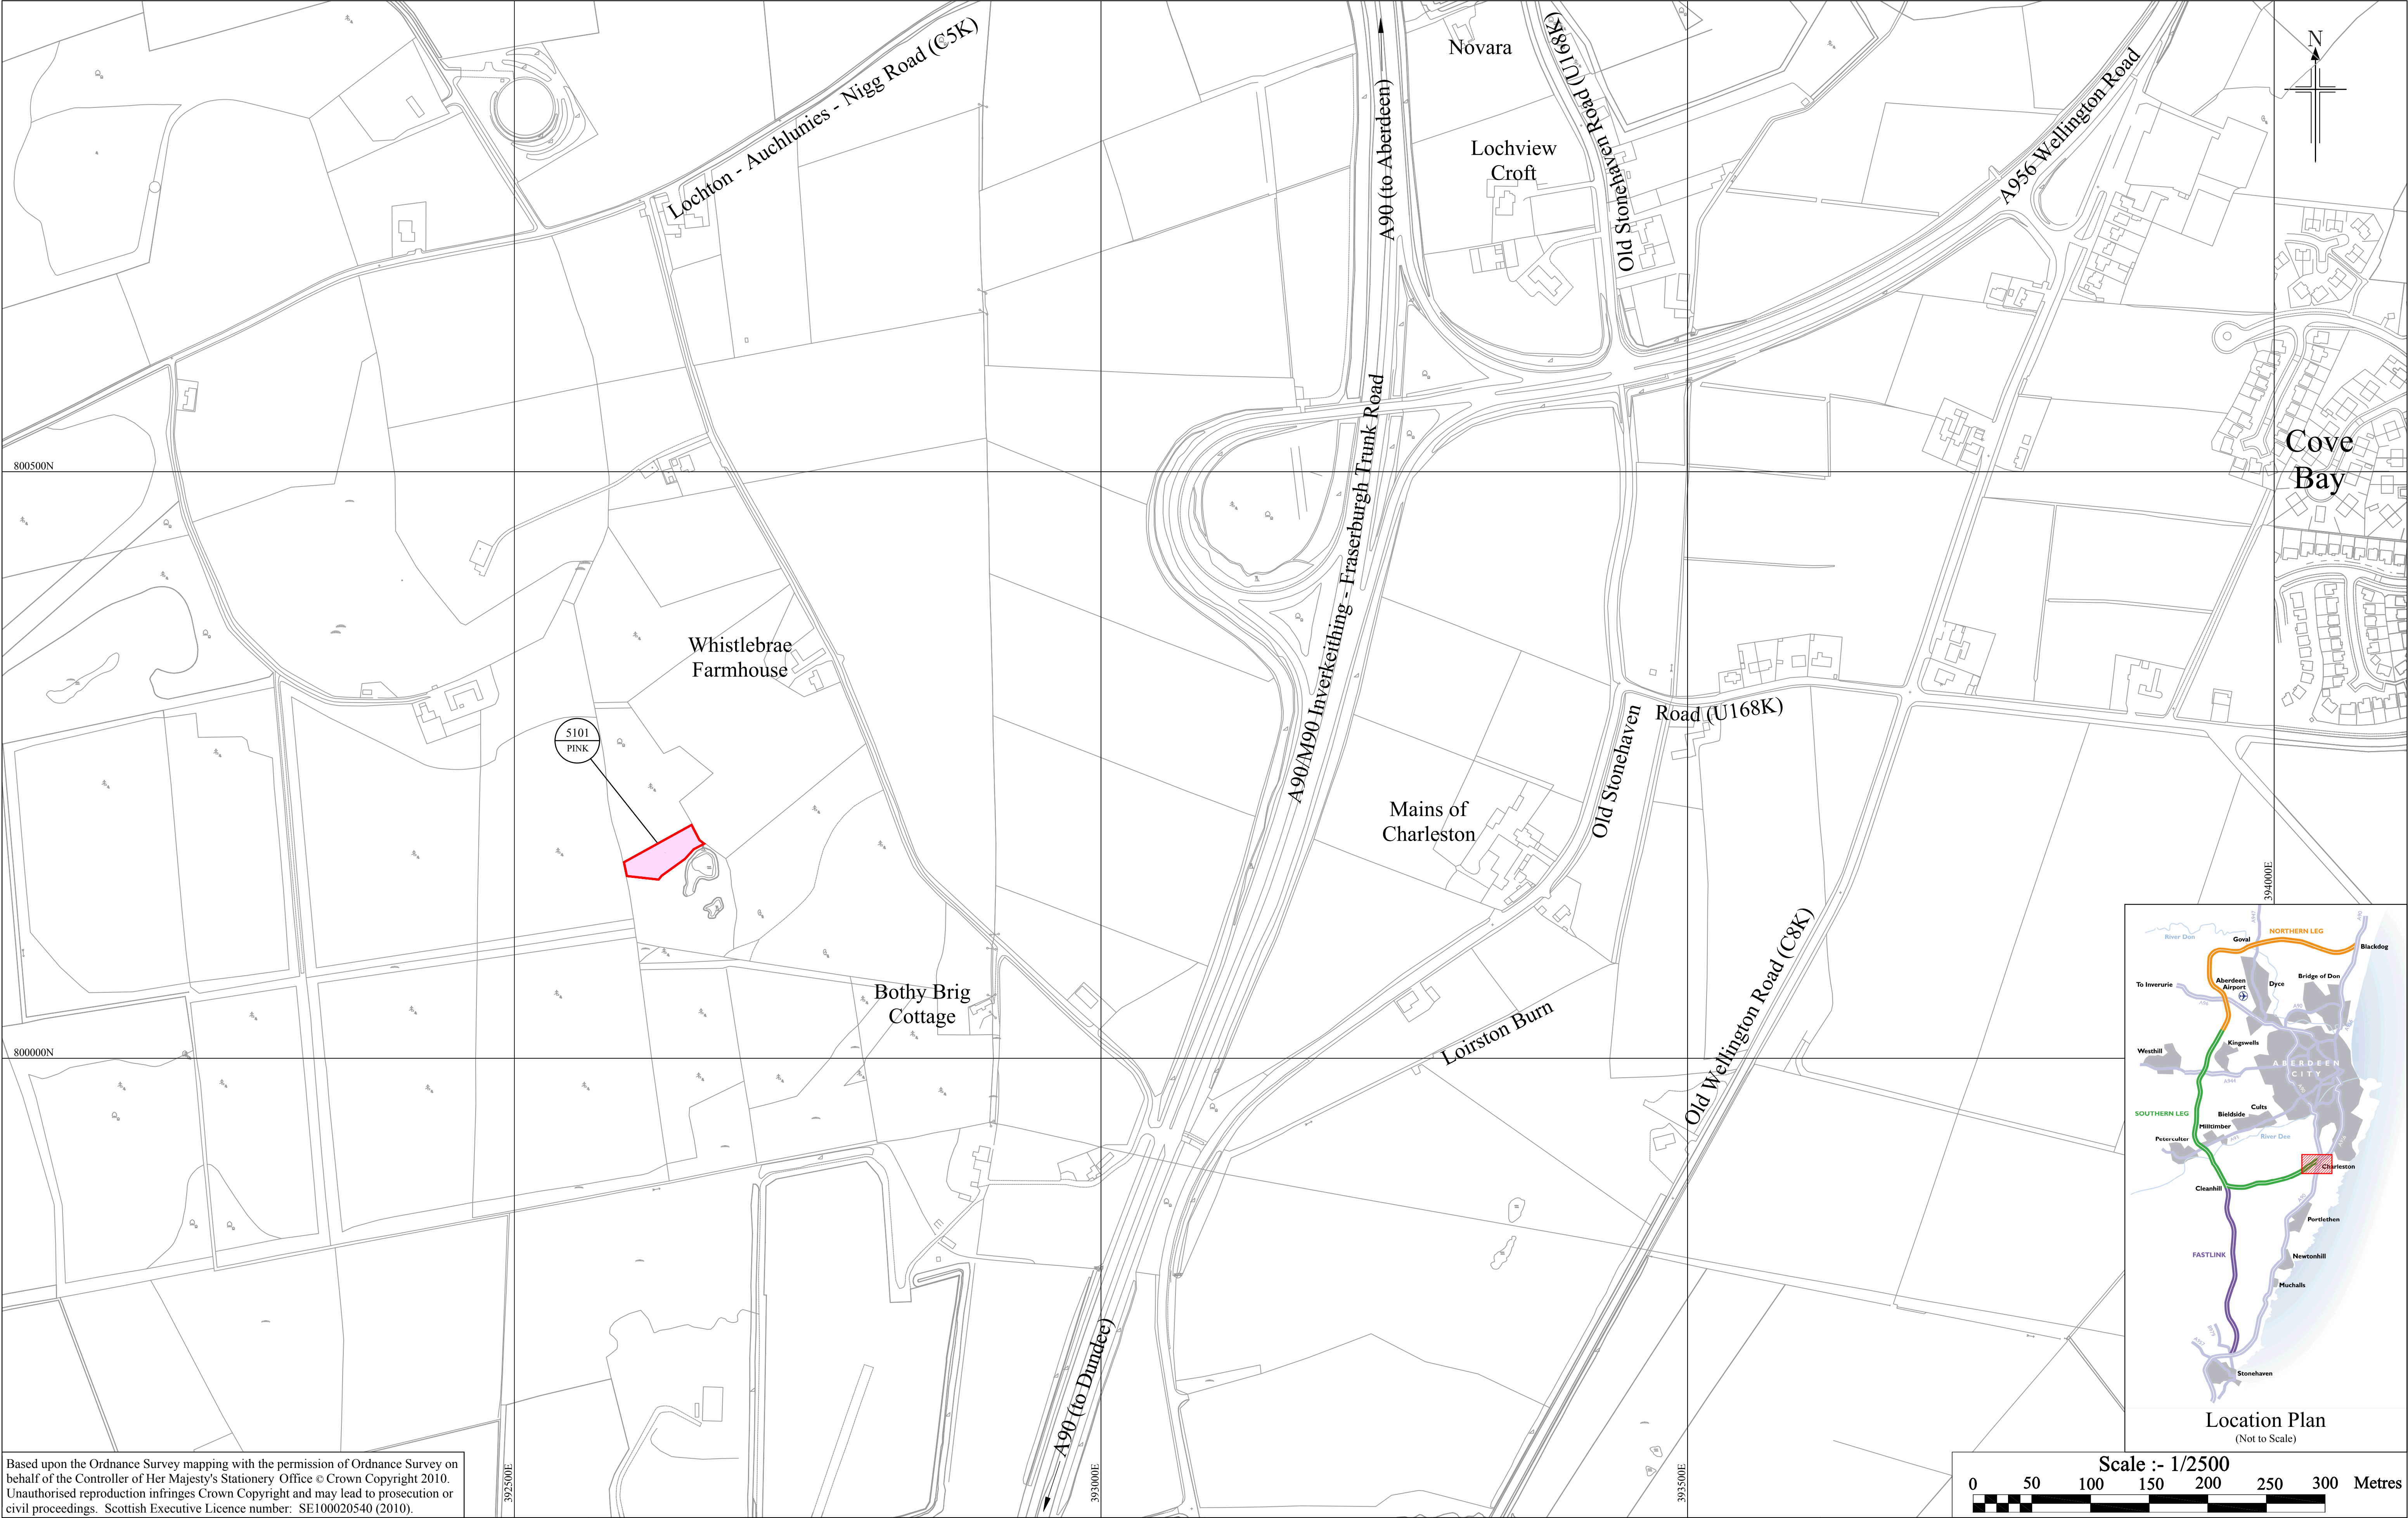 Lochton - Auchlunies - Nigg Road (C5K)
Novara
Old Stonehaven Road (U168K)
A90 (to Aberdeen)
A956 Wellington Road
N
Lochview
Croft
Cove
Bay
800500N
A90/M90 Inverkeithing - Fraserburgh Trunk Road
Whistlebrae
Farmhouse
5101
PINK
Old Stonehaven
Road (U168K)
Mains of
Charleston
394000E
Old Wellington Road (C8K)
Bothy Brig
Cottage
Loirston Burn
800000N
A90 (to Dundee)
392500E
393000E
393500E
River Don
Goval
NORTHERN LEG
Blackdog
To Inverurie
Aberdeen
Airport
Dyce
Bridge of Don
Westhill
Kingswells
ABERDEEN
CITY
A944
SOUTHERN LEG
Cults
Bieldside
Milltimber
Peterculter
River Dee
Charleston
Cleanhill
Portlethen
FASTLINK
Newtonhill
Muchalls
Stonehaven
Location Plan
(Not to Scale)
Based upon the Ordnance Survey mapping with the permission of Ordnance Survey on
behalf of the Controller of Her Majesty's Stationery Office © Crown Copyright 2010.
Unauthorised reproduction infringes Crown Copyright and may lead to prosecution or
civil proceedings. Scottish Executive Licence number: SE100020540 (2010).
Scale :- 1/2500
0 50 100 150 200 250 300 Metres